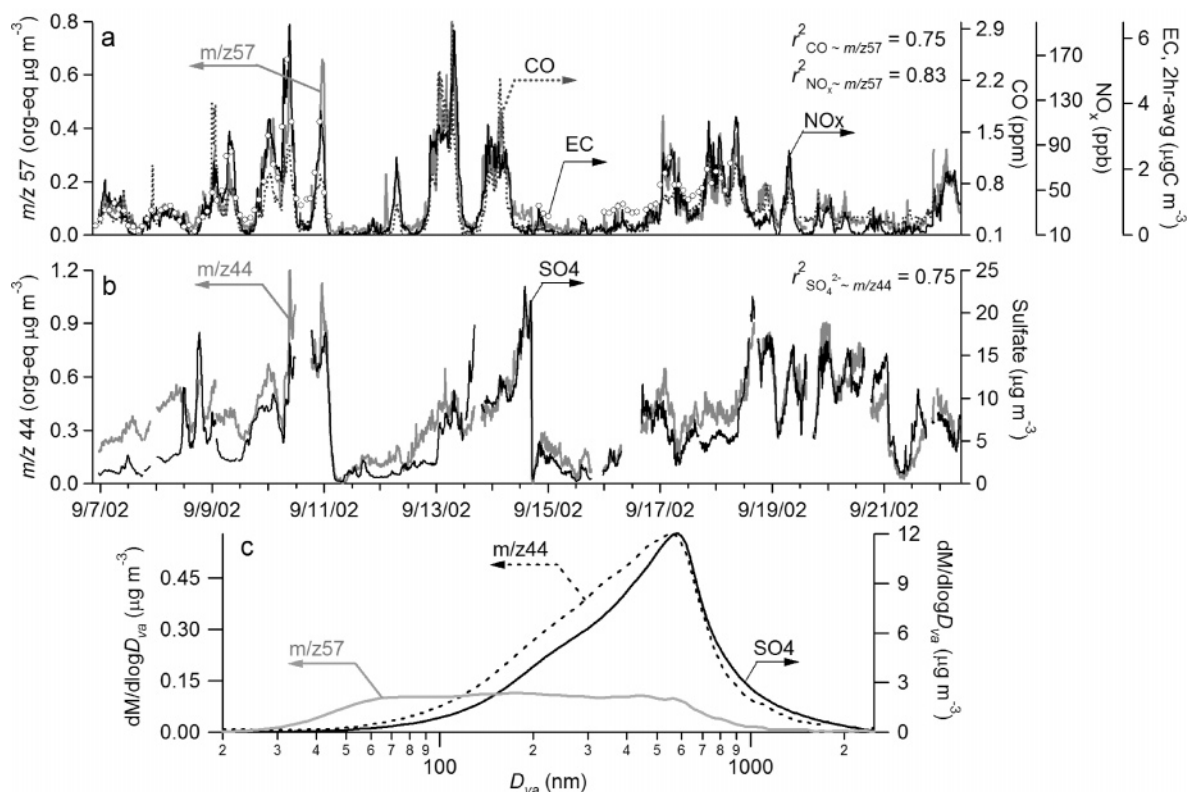 a
m/z 57 (org-eq µg m-3)
0.8
0.6
0.4
0.2
0.0
m/z57
CO
EC
NOx
r2 CO ~ m/z57 = 0.75
r2 NOx ~ m/z57 = 0.83
2.9
2.2
1.5
0.8
0.1
CO (ppm)
170
130
90
50
10
NOx (ppb)
6
4
2
0
EC, 2hr-avg (µgC m-3)
b
m/z 44 (org-eq µg m-3)
1.2
0.9
0.6
0.3
0.0
m/z44
SO4
r2 SO4 2- ~ m/z44 = 0.75
25
20
15
10
5
0
Sulfate (µg m-3)
9/7/02 9/9/02 9/11/02 9/13/02 9/15/02 9/17/02 9/19/02 9/21/02
c
dM/dlogDva (µg m-3)
0.45
0.30
0.15
0.00
m/z44
m/z57
SO4
12
9
6
3
0
dM/dlogDva (µg m-3)
2 3 4 5 6 7 8 9 100 2 3 4 5 6 7 8 9 1000 2
Dva (nm)